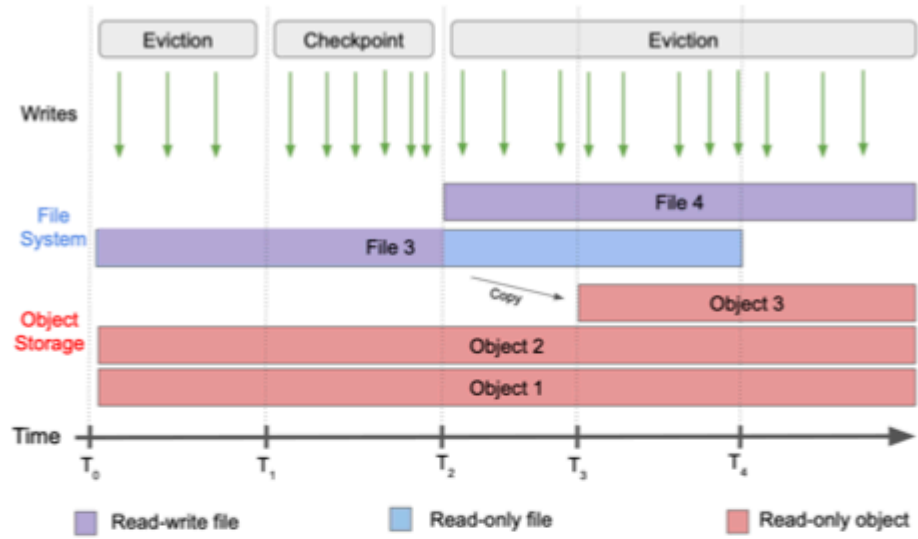 Eviction Checkpoint Eviction
Writes
File 4
File
System
File 3
Copy
Object 3
Object
Storage
Object 2
Object 1
Time
T0 T1 T2 T3 T4
Read-write file Read-only file Read-only object